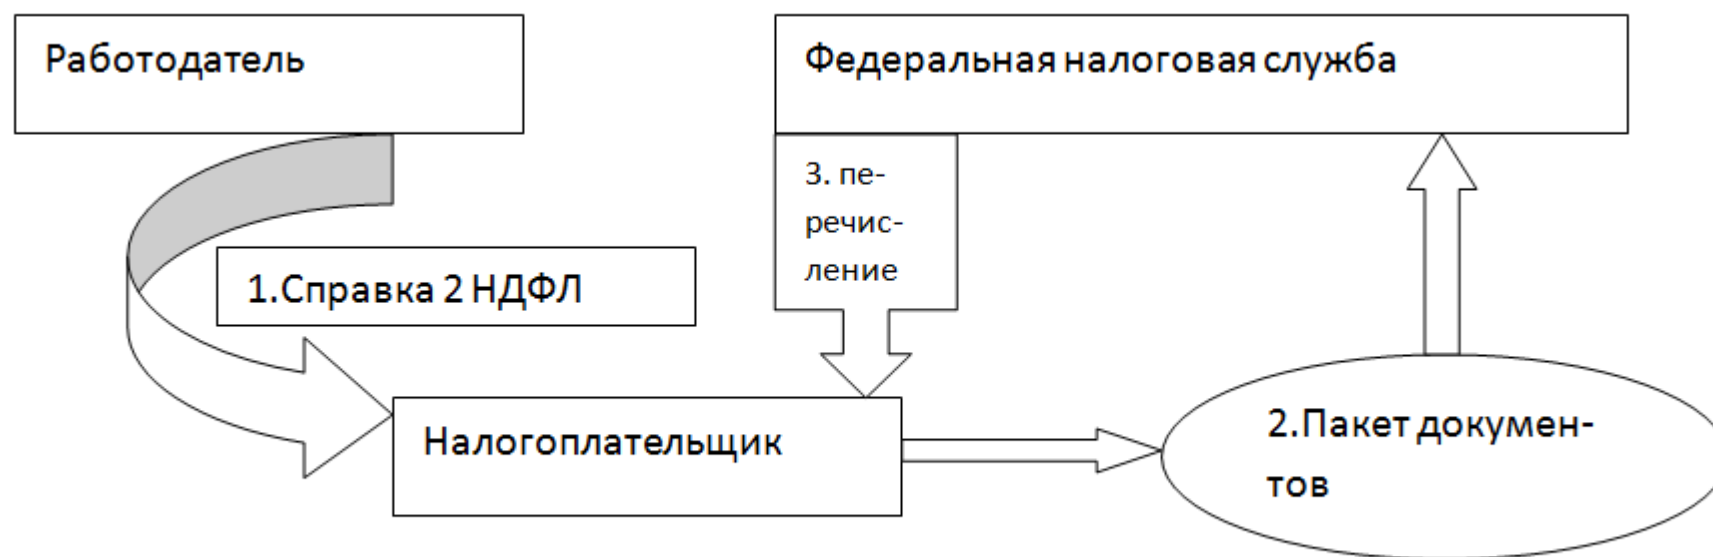 Работодатель
Федеральная налоговая служба
3. пе-
речис-
ление
1.Справка 2 НДФЛ
Налогоплательщик
2.Пакет докумен-
тов